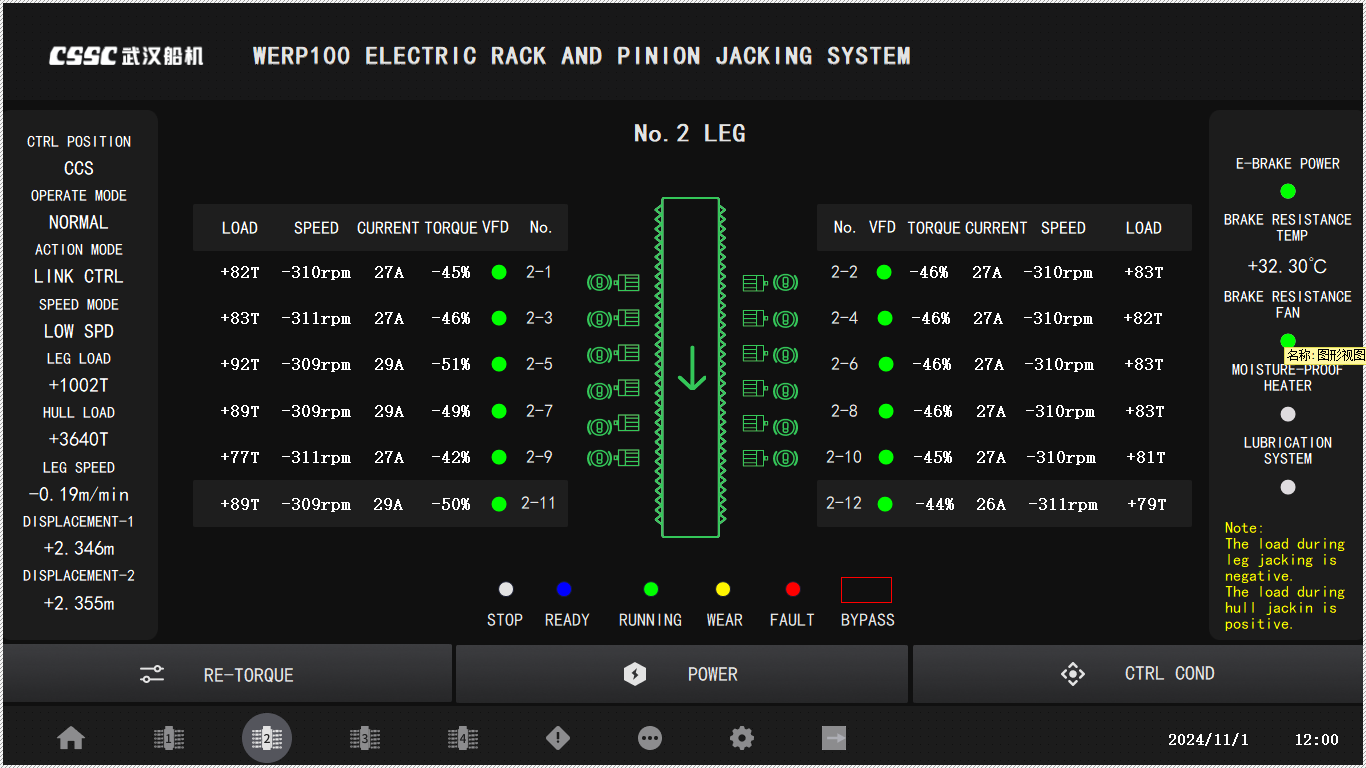 CSSC武汉船机
WERP100 ELECTRIC RACK AND PINION JACKING SYSTEM
No.2 LEG
CTRL POSITION
CCS
OPERATE MODE
NORMAL
ACTION MODE
LINK CTRL
SPEED MODE
LOW SPD
LEG LOAD
+1002T
HULL LOAD
+3640T
LEG SPEED
-0.19m/min
DISPLACEMENT-1
+2.346m
DISPLACEMENT-2
+2.355m
LOAD SPEED CURRENT TORQUE VFD No.
+82T -310rpm 27A -45% 2-1
+83T -311rpm 27A -46% 2-3
+92T -309rpm 29A -51% 2-5
+89T -309rpm 29A -49% 2-7
+77T -311rpm 27A -42% 2-9
+89T -309rpm 29A -50% 2-11
No. VFD TORQUE CURRENT SPEED LOAD
2-2 -46% 27A -310rpm +83T
2-4 -46% 27A -310rpm +82T
2-6 -46% 27A -310rpm +83T
2-8 -46% 27A -310rpm +83T
2-10 -45% 27A -310rpm +81T
2-12 -44% 26A -311rpm +79T
STOP READY RUNNING WEAR FAULT BYPASS
E-BRAKE POWER
BRAKE RESISTANCE
TEMP
+32.30℃
BRAKE RESISTANCE
FAN
名称:图形视图
MOISTURE-PROOF
HEATER
LUBRICATION
SYSTEM
Note:
The load during
leg jacking is
negative.
The load during
hull jackin is
positive.
RE-TORQUE POWER CTRL COND
1 2 3 4
2024/11/1 12:00